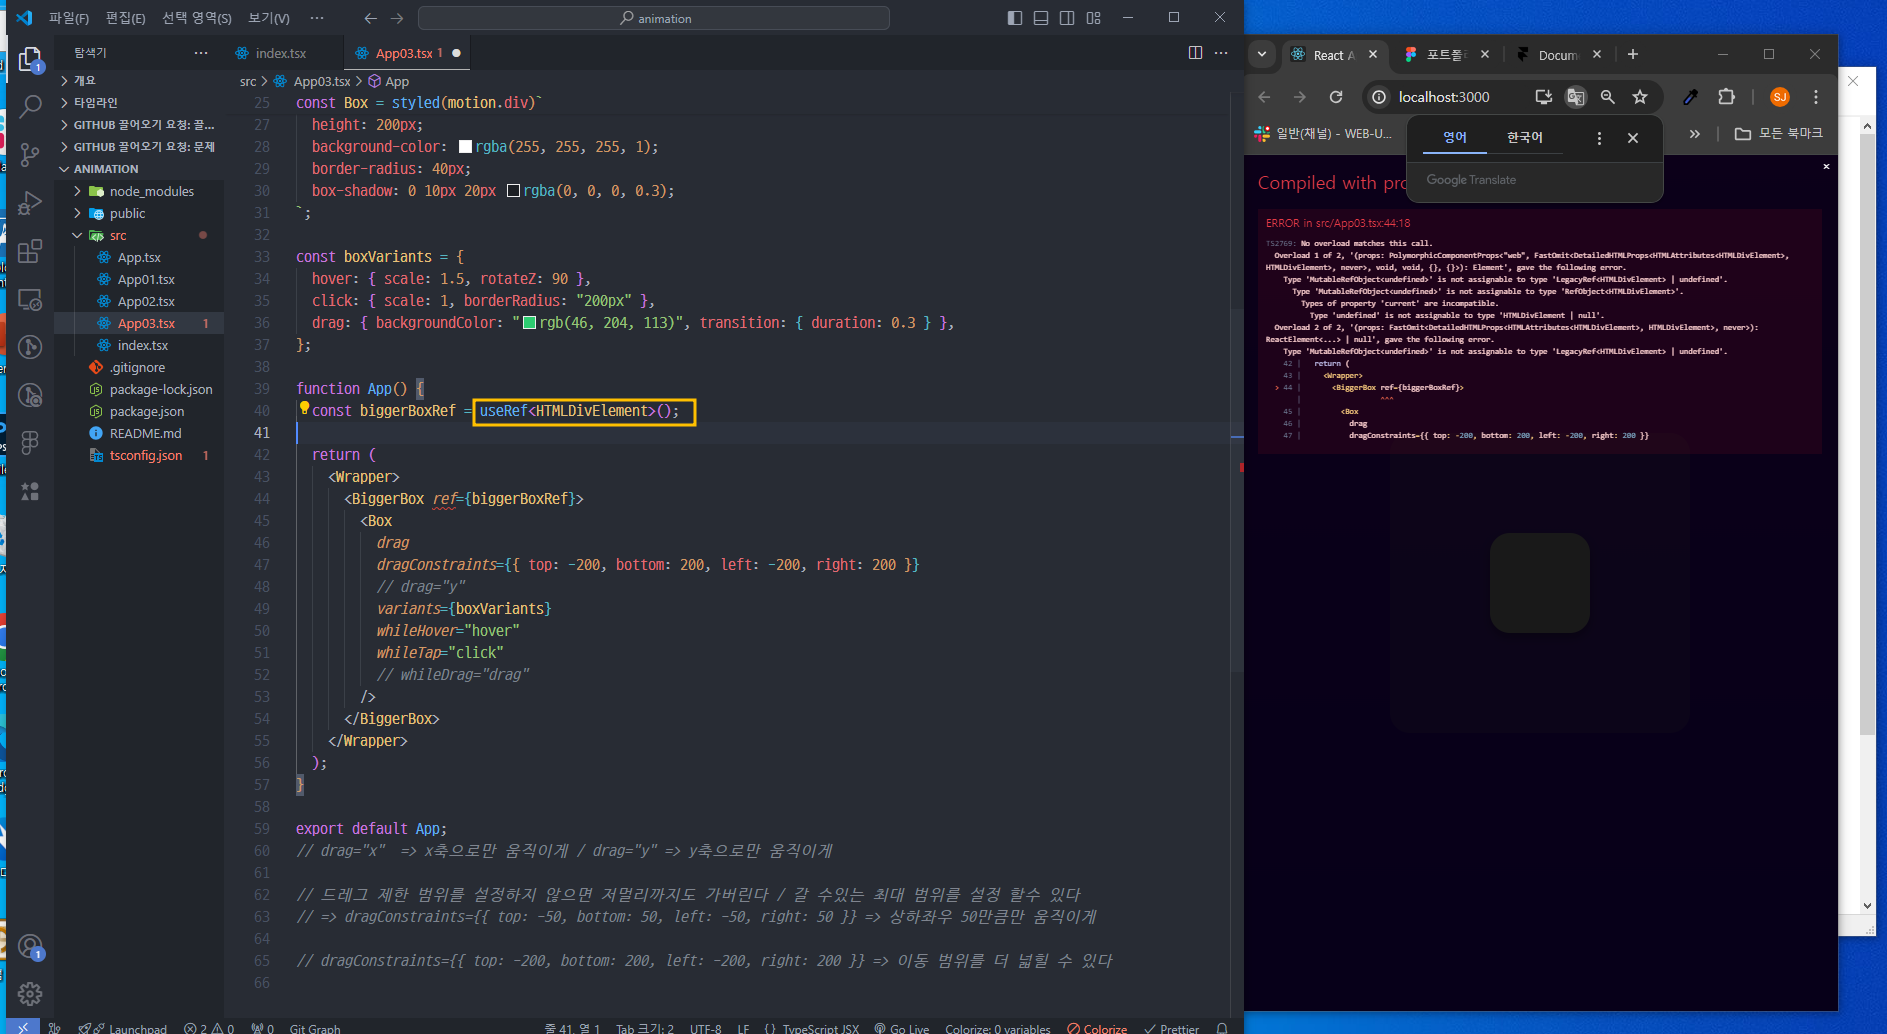 파일(F) 편집(E) 선택 영역(S) 보기(V) ··· animation
탐색기 ···
개요
타임라인
GITHUB 끌어오기 요청: 끌...
GITHUB 끌어오기 요청: 문제
ANIMATION
node_modules
public
src
App.tsx
App01.tsx
App02.tsx
App03.tsx 1
index.tsx
.gitignore
package-lock.json
package.json
README.md
tsconfig.json 1
index.tsx App03.tsx 1
src > App03.tsx > App
25 const Box = styled(motion.div)`
27 height: 200px;
28 background-color: rgba(255, 255, 255, 1);
29 border-radius: 40px;
30 box-shadow: 0 10px 20px rgba(0, 0, 0, 0.3);
31 `;
32
33 const boxVariants = {
34 hover: { scale: 1.5, rotateZ: 90 },
35 click: { scale: 1, borderRadius: "200px" },
36 drag: { backgroundColor: "rgb(46, 204, 113)", transition: { duration: 0.3 } },
37 };
38
39 function App() {
40 const biggerBoxRef = useRef<HTMLDivElement>();
41
42 return (
43 <Wrapper>
44 <BiggerBox ref={biggerBoxRef}>
45 <Box
46 drag
47 dragConstraints={{ top: -200, bottom: 200, left: -200, right: 200 }}
48 // drag="y"
49 variants={boxVariants}
50 whileHover="hover"
51 whileTap="click"
52 // whileDrag="drag"
53 />
54 </BiggerBox>
55 </Wrapper>
56 );
57 }
58
59 export default App;
60 // drag="x" => x축으로만 움직이게 / drag="y" => y축으로만 움직이게
61
62 // 드레그 제한 범위를 설정하지 않으면 저멀리까지도 가버린다 / 갈 수있는 최대 범위를 설정 할수 있다
63 // => dragConstraints={{ top: -50, bottom: 50, left: -50, right: 50 }} => 상하좌우 50만큼만 움직이게
64
65 // dragConstraints={{ top: -200, bottom: 200, left: -200, right: 200 }} => 이동 범위를 더 넓힐 수 있다
66
1
1
Launchpad 2 0 0 Git Graph 줄 41, 열 1 Tab 크기: 2 UTF-8 LF {} TypeScript JSX Go Live Colorize: 0 variables Colorize Prettier
React A 포트폴리 Docum
localhost:3000 SJ
일반(채널) - WEB-U... » 모든 북마크
영어 한국어
Google Translate
Compiled with pro
ERROR in src/App03.tsx:44:18
TS2769: No overload matches this call.
Overload 1 of 2, '(props: PolymorphicComponentProps<"web", FastOmit<DetailedHTMLProps<HTMLAttributes<HTMLDivElement>,
HTMLDivElement>, never>, void, void, {}, {}>): Element', gave the following error.
Type 'MutableRefObject<undefined>' is not assignable to type 'LegacyRef<HTMLDivElement> | undefined'.
Type 'MutableRefObject<undefined>' is not assignable to type 'RefObject<HTMLDivElement>'.
Types of property 'current' are incompatible.
Type 'undefined' is not assignable to type 'HTMLDivElement | null'.
Overload 2 of 2, '(props: FastOmit<DetailedHTMLProps<HTMLAttributes<HTMLDivElement>, HTMLDivElement>, never>):
ReactElement<...> | null', gave the following error.
Type 'MutableRefObject<undefined>' is not assignable to type 'LegacyRef<HTMLDivElement> | undefined'.
42 | return (
43 | <Wrapper>
> 44 | <BiggerBox ref={biggerBoxRef}>
| ^^^
45 | <Box
46 | drag
47 | dragConstraints={{ top: -200, bottom: 200, left: -200, right: 200 }}